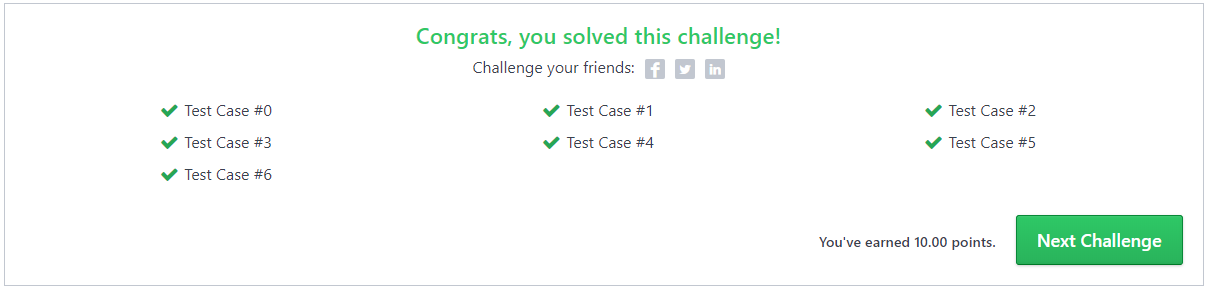 Congrats, you solved this challenge!
Challenge your friends:
Test Case #0 Test Case #1 Test Case #2
Test Case #3 Test Case #4 Test Case #5
Test Case #6
You've earned 10.00 points. Next Challenge